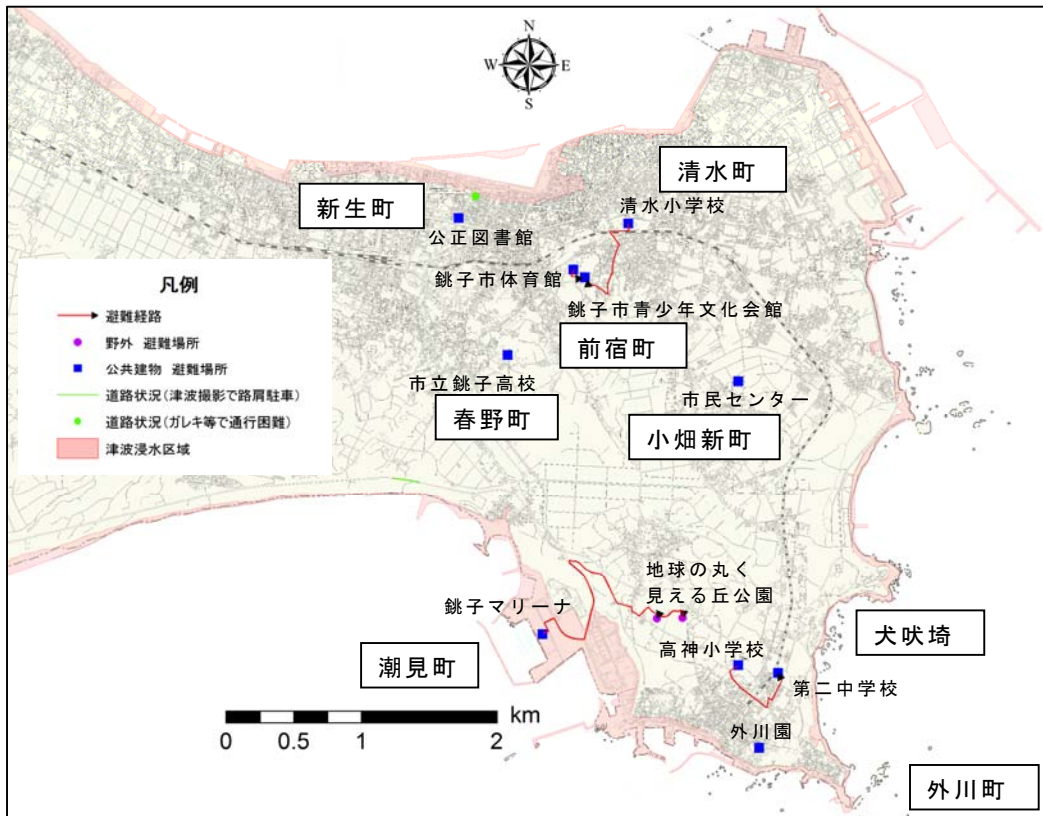 N
W E
S
清水町
清水小学校
新生町
公正図書館
銚子市体育館
銚子市青少年文化会館
前宿町
市立銚子高校
春野町
市民センター
小畑新町
凡例
避難経路
野外 避難場所
公共建物 避難場所
道路状況(津波撮影で路肩駐車)
道路状況(ガレキ等で通行困難)
津波浸水区域
地球の丸く
見える丘公園
銚子マリーナ
高神小学校
犬吠埼
潮見町
第二中学校
外川園
km
0 0.5 1 2
外川町